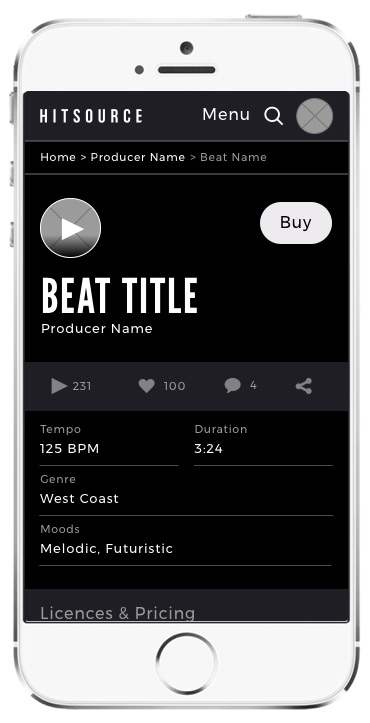 HITSOURCE Menu
Home > Producer Name > Beat Name
Buy
BEAT TITLE
Producer Name
231 100 4
Tempo Duration
125 BPM 3:24
Genre
West Coast
Moods
Melodic, Futuristic
Licences & Pricing